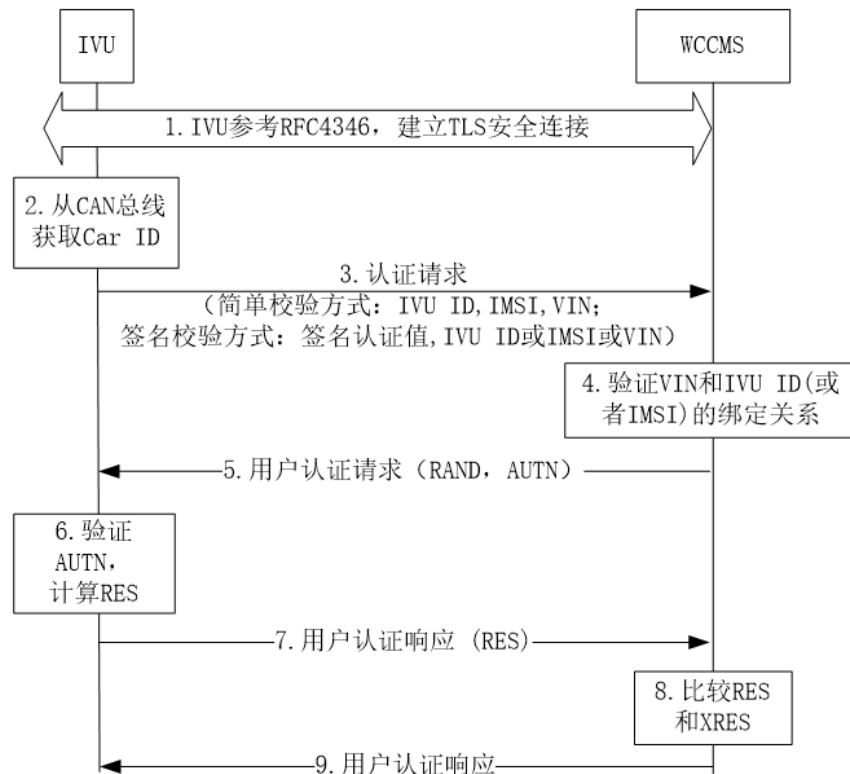 IVU
WCCMS
1.IVU参考RFC4346，建立TLS安全连接
2.从CAN总线
获取Car ID
3.认证请求
（简单校验方式：IVU ID,IMSI,VIN；
签名校验方式：签名认证值,IVU ID或IMSI或VIN）
4.验证VIN和IVU ID(或
者IMSI)的绑定关系
5.用户认证请求（RAND，AUTN）
6.验证
AUTN，
计算RES
7.用户认证响应 (RES)
8.比较RES
和XRES
9.用户认证响应